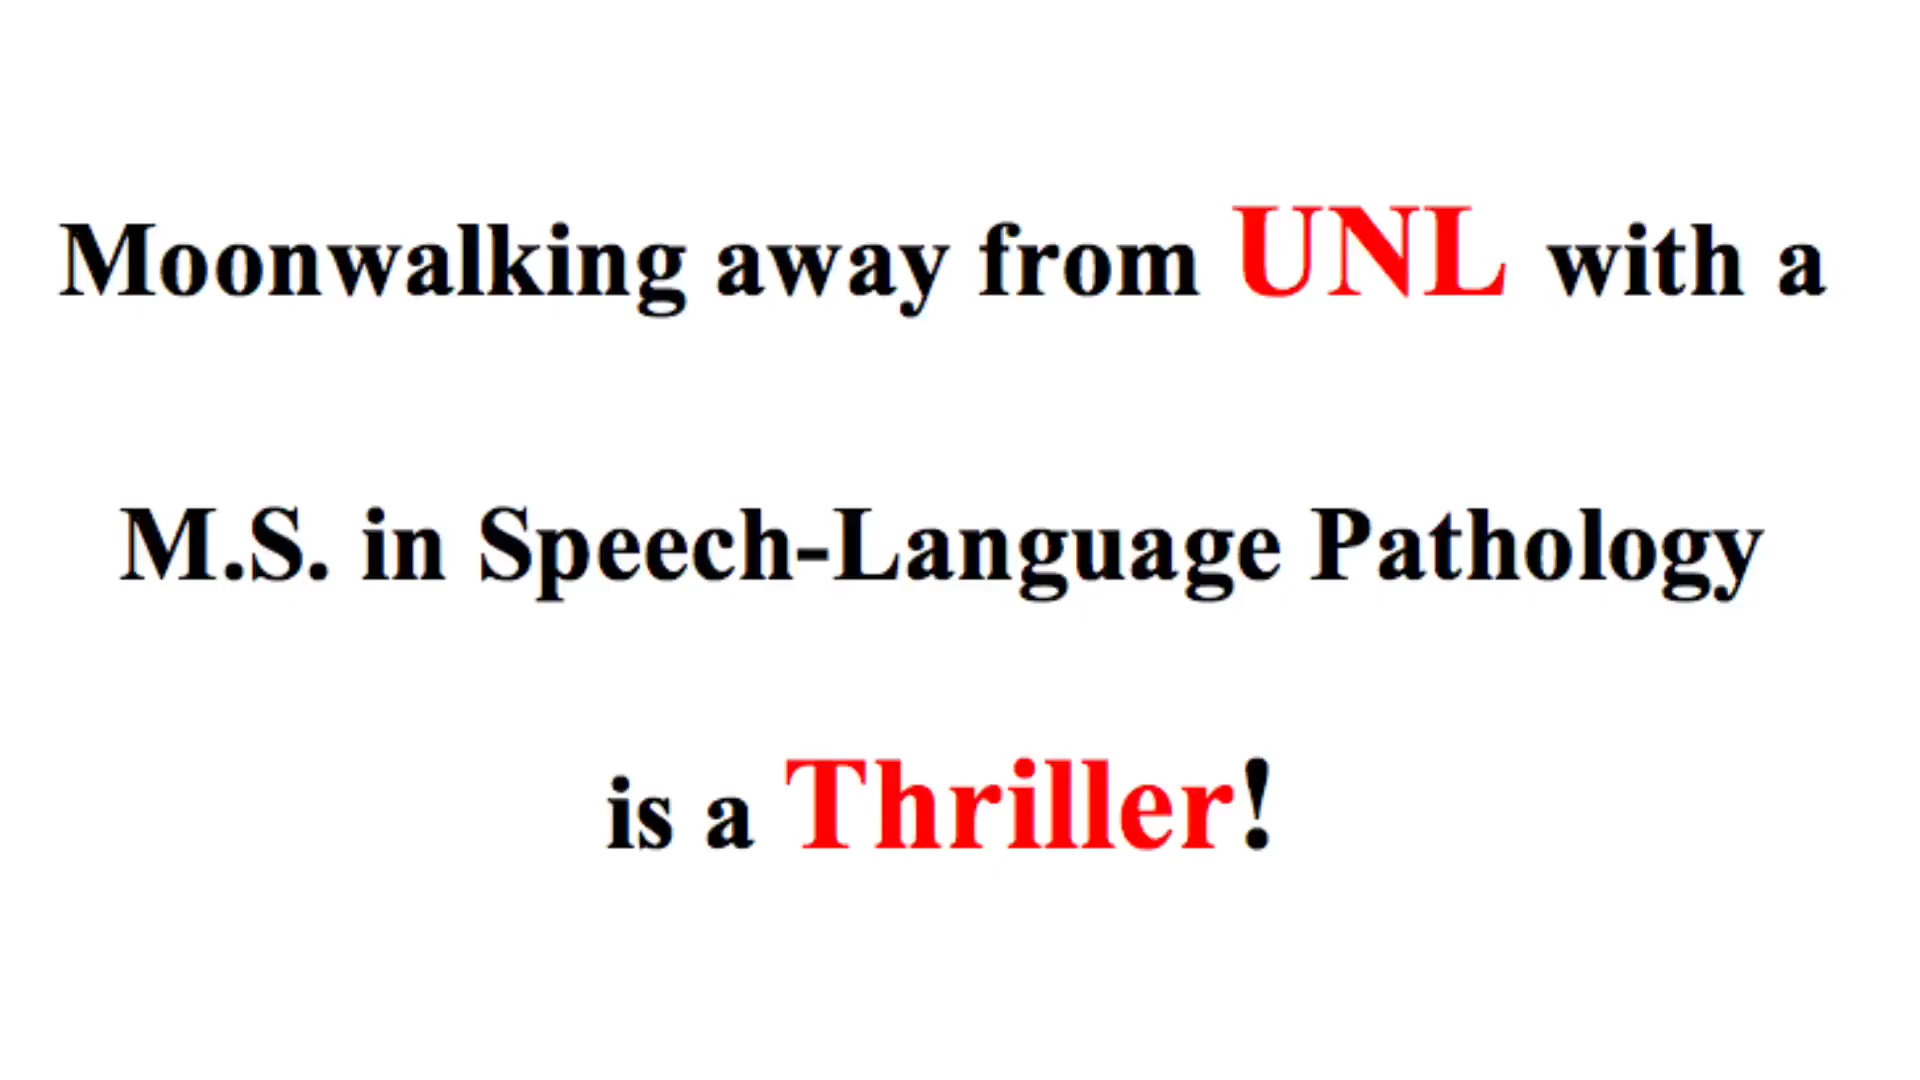 Moonwalking away from UNL with a
M.S. in Speech-Language Pathology
is a Thriller!